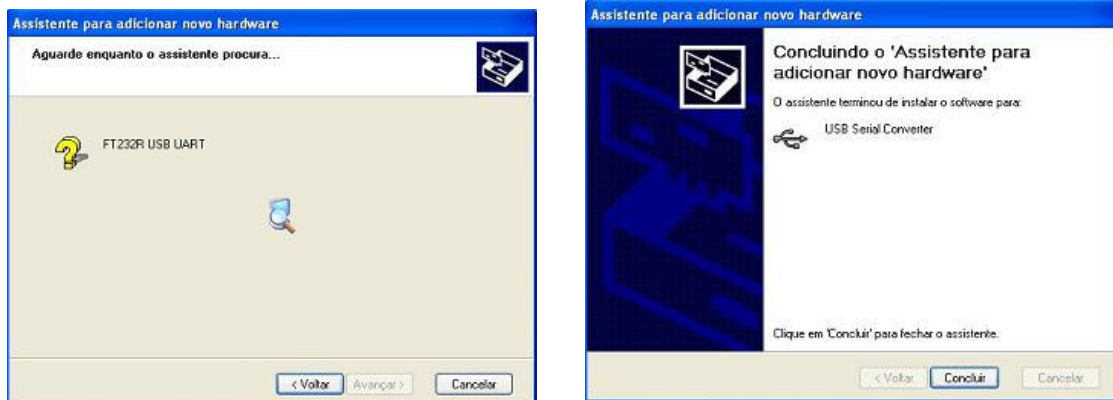 Assistente para adicionar novo hardware
Aguarde enquanto o assistente procura...
FT232R USB UART
< Voltar
Avançar >
Cancelar
Assistente para adicionar novo hardware
Concluindo o 'Assistente para
adicionar novo hardware'
O assistente terminou de instalar o software para:
USB Serial Converter
Clique em 'Concluir' para fechar o assistente.
< Voltar
Concluir
Cancelar